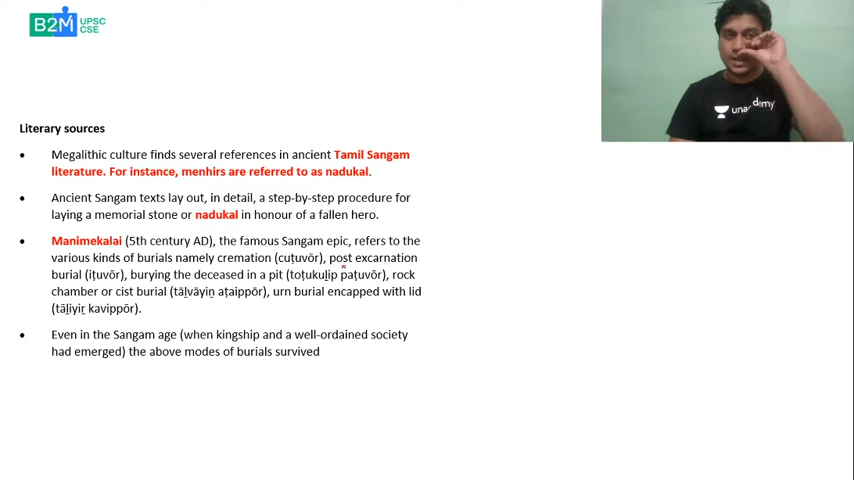 B2M UPSC
CSE
unacademy
Literary sources
• Megalithic culture finds several references in ancient Tamil Sangam
literature. For instance, menhirs are referred to as nadukal.
• Ancient Sangam texts lay out, in detail, a step-by-step procedure for
laying a memorial stone or nadukal in honour of a fallen hero.
• Manimekalai (5th century AD), the famous Sangam epic, refers to the
various kinds of burials namely cremation (cuṭuvōr), post excarnation
burial (iṭuvōr), burying the deceased in a pit (toṭukuḻip paṭuvōr), rock
chamber or cist burial (tāḻvāyiṉ aṭaippōr), urn burial encapped with lid
(tāḻiyiṟ kavippōr).
• Even in the Sangam age (when kingship and a well-ordained society
had emerged) the above modes of burials survived